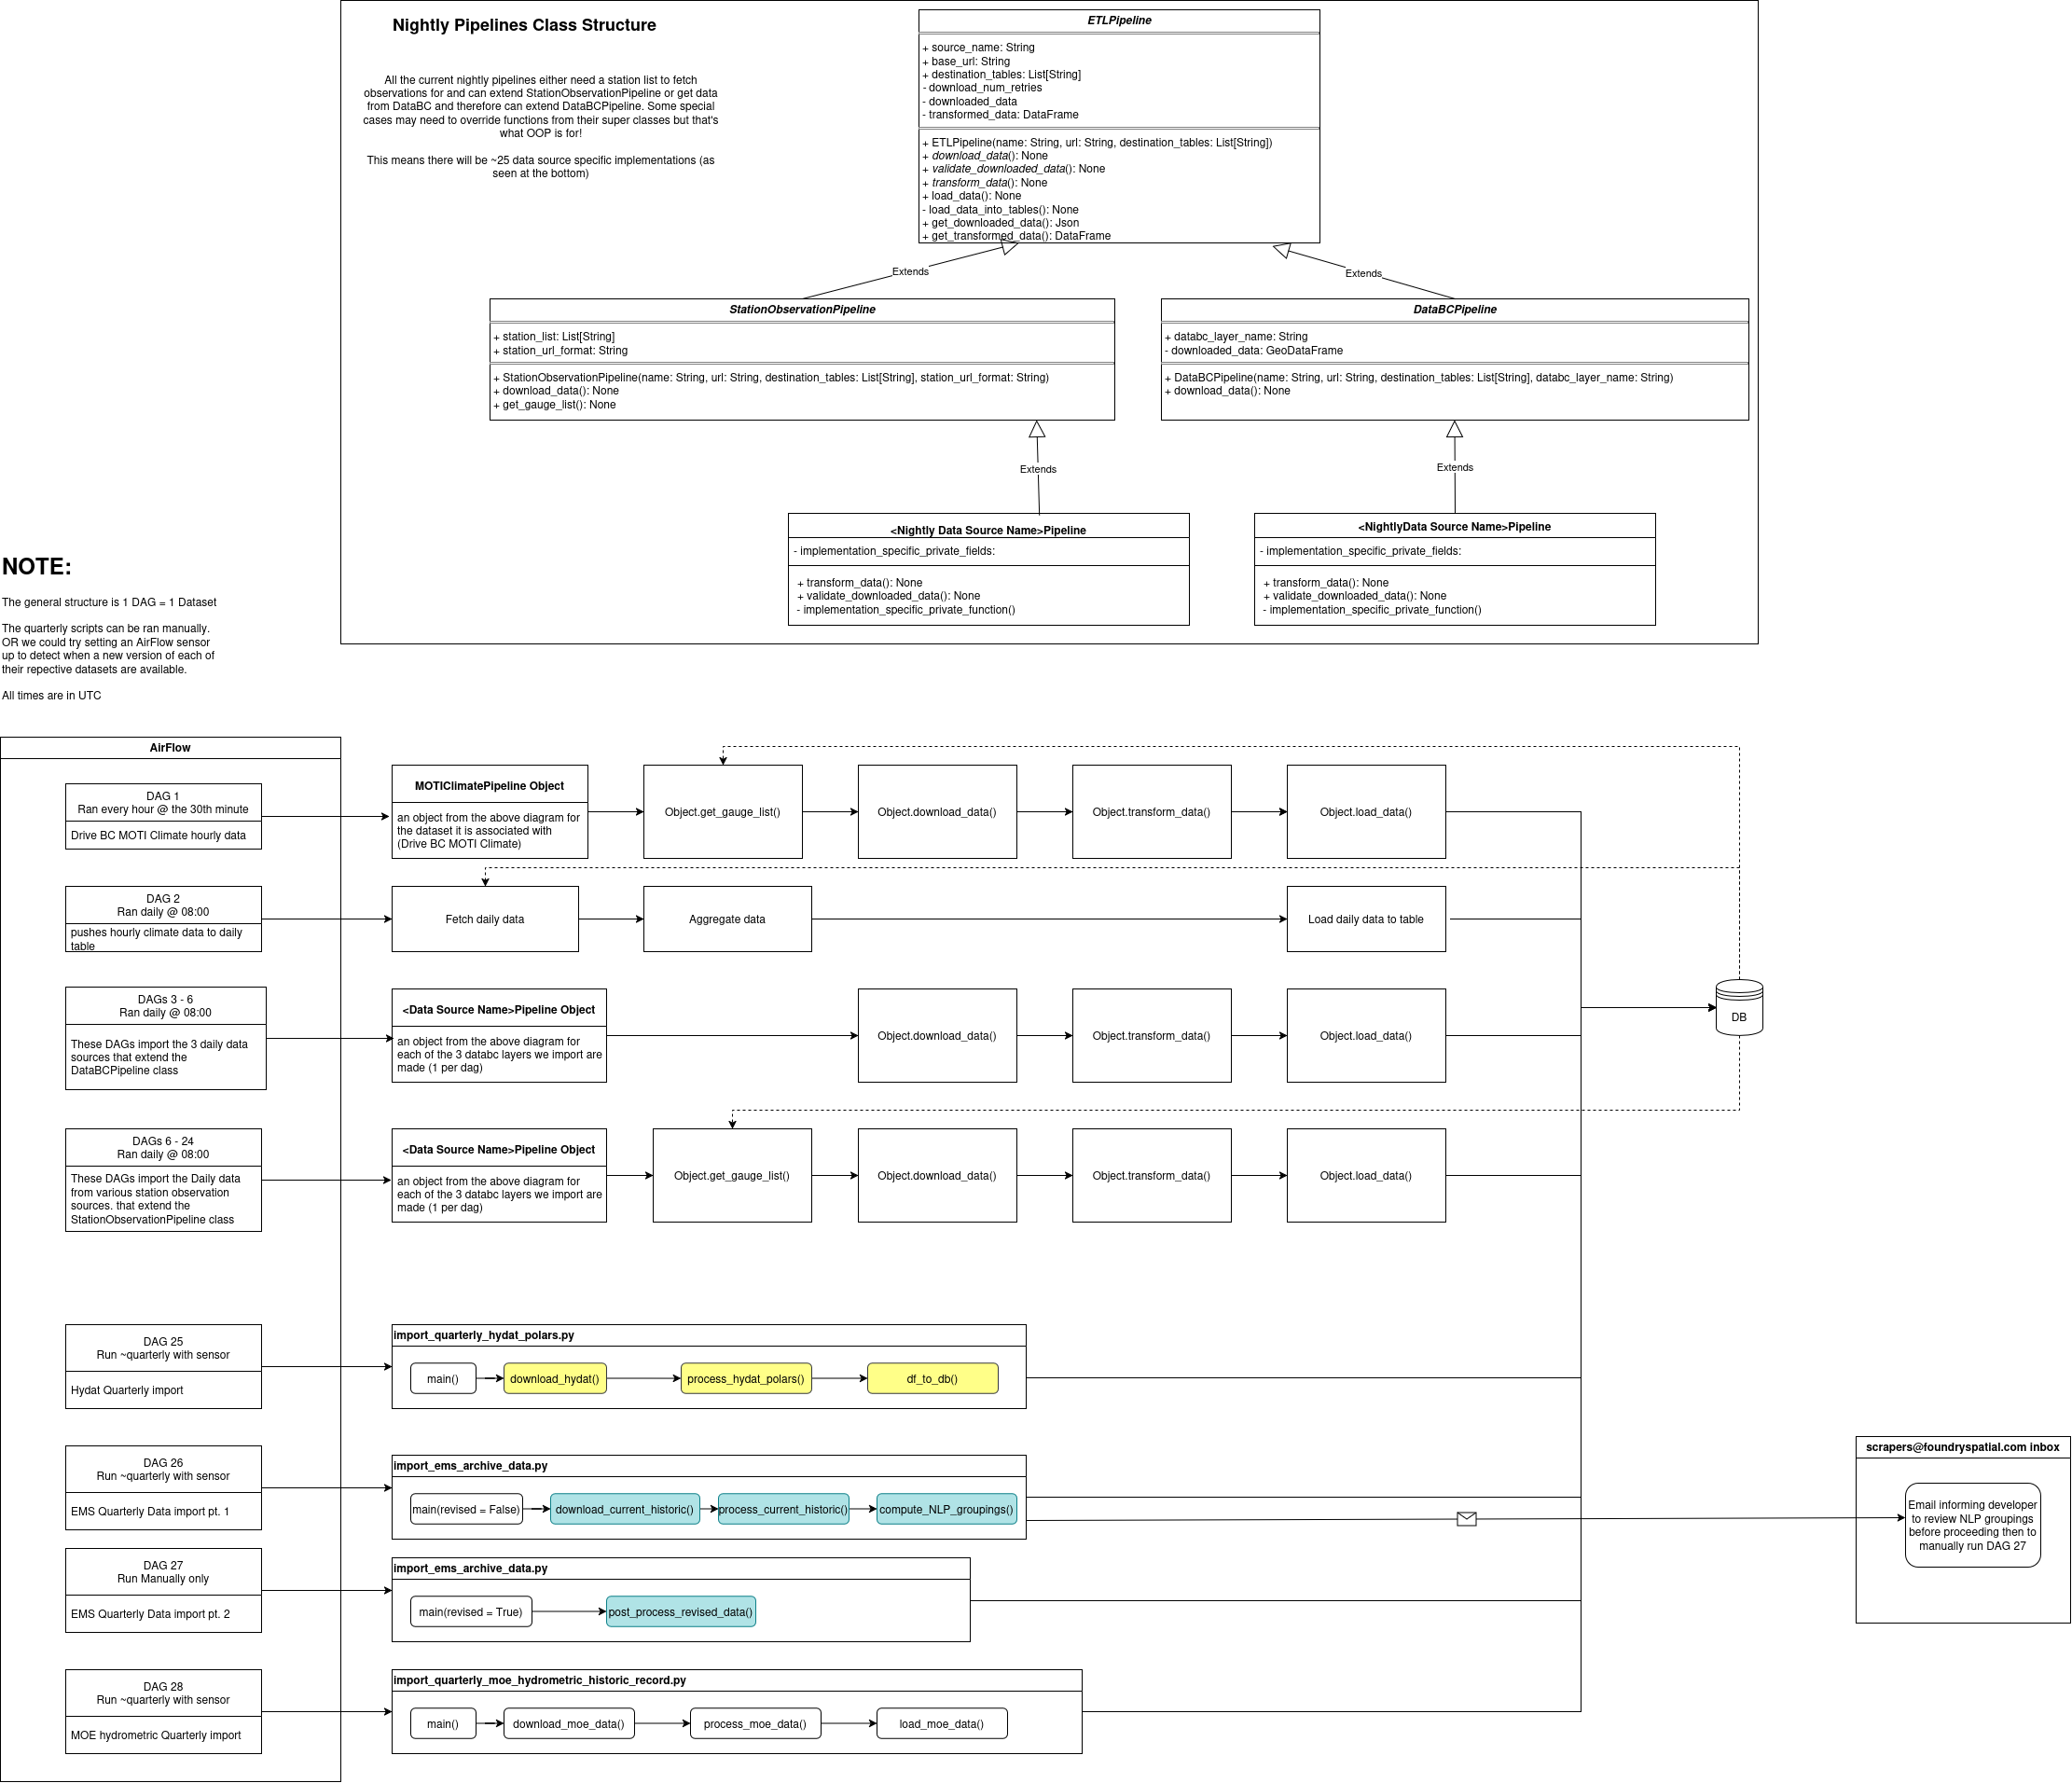 Nightly Pipelines Class Structure
All the current nightly pipelines either need a station list to fetch
observations for and can extend StationObservationPipeline or get data
from DataBC and therefore can extend DataBCPipeline. Some special
cases may need to override functions from their super classes but that's
what OOP is for!
This means there will be ~25 data source specific implementations (as
seen at the bottom)
ETLPipeline
+ source_name: String
+ base_url: String
+ destination_tables: List[String]
- download_num_retries
- downloaded_data
- transformed_data: DataFrame
+ ETLPipeline(name: String, url: String, destination_tables: List[String])
+ download_data(): None
+ validate_downloaded_data(): None
+ transform_data(): None
+ load_data(): None
- load_data_into_tables(): None
+ get_downloaded_data(): Json
+ get_transformed_data(): DataFrame
Extends
Extends
StationObservationPipeline
+ station_list: List[String]
+ station_url_format: String
+ StationObservationPipeline(name: String, url: String, destination_tables: List[String], station_url_format: String)
+ download_data(): None
+ get_gauge_list(): None
DataBCPipeline
+ databc_layer_name: String
- downloaded_data: GeoDataFrame
+ DataBCPipeline(name: String, url: String, destination_tables: List[String], databc_layer_name: String)
+ download_data(): None
Extends
Extends
<Nightly Data Source Name>Pipeline
- implementation_specific_private_fields:
+ transform_data(): None
+ validate_downloaded_data(): None
- implementation_specific_private_function()
<NightlyData Source Name>Pipeline
- implementation_specific_private_fields:
+ transform_data(): None
+ validate_downloaded_data(): None
- implementation_specific_private_function()
NOTE:
The general structure is 1 DAG = 1 Dataset
The quarterly scripts can be ran manually.
OR we could try setting an AirFlow sensor
up to detect when a new version of each of
their repective datasets are available.
All times are in UTC
AirFlow
DAG 1
Ran every hour @ the 30th minute
Drive BC MOTI Climate hourly data
MOTIClimatePipeline Object
an object from the above diagram for
the dataset it is associated with
(Drive BC MOTI Climate)
Object.get_gauge_list()
Object.download_data()
Object.transform_data()
Object.load_data()
DAG 2
Ran daily @ 08:00
pushes hourly climate data to daily
table
Fetch daily data
Aggregate data
Load daily data to table
DB
DAGs 3 - 6
Ran daily @ 08:00
These DAGs import the 3 daily data
sources that extend the
DataBCPipeline class
<Data Source Name>Pipeline Object
an object from the above diagram for
each of the 3 databc layers we import are
made (1 per dag)
Object.download_data()
Object.transform_data()
Object.load_data()
DAGs 6 - 24
Ran daily @ 08:00
These DAGs import the Daily data
from various station observation
sources. that extend the
StationObservationPipeline class
<Data Source Name>Pipeline Object
an object from the above diagram for
each of the 3 databc layers we import are
made (1 per dag)
Object.get_gauge_list()
Object.download_data()
Object.transform_data()
Object.load_data()
DAG 25
Run ~quarterly with sensor
Hydat Quarterly import
import_quarterly_hydat_polars.py
main()
download_hydat()
process_hydat_polars()
df_to_db()
DAG 26
Run ~quarterly with sensor
EMS Quarterly Data import pt. 1
import_ems_archive_data.py
main(revised = False)
download_current_historic()
process_current_historic()
compute_NLP_groupings()
scrapers@foundryspatial.com inbox
Email informing developer
to review NLP groupings
before proceeding then to
manually run DAG 27
DAG 27
Run Manually only
EMS Quarterly Data import pt. 2
import_ems_archive_data.py
main(revised = True)
post_process_revised_data()
DAG 28
Run ~quarterly with sensor
MOE hydrometric Quarterly import
import_quarterly_moe_hydrometric_historic_record.py
main()
download_moe_data()
process_moe_data()
load_moe_data()